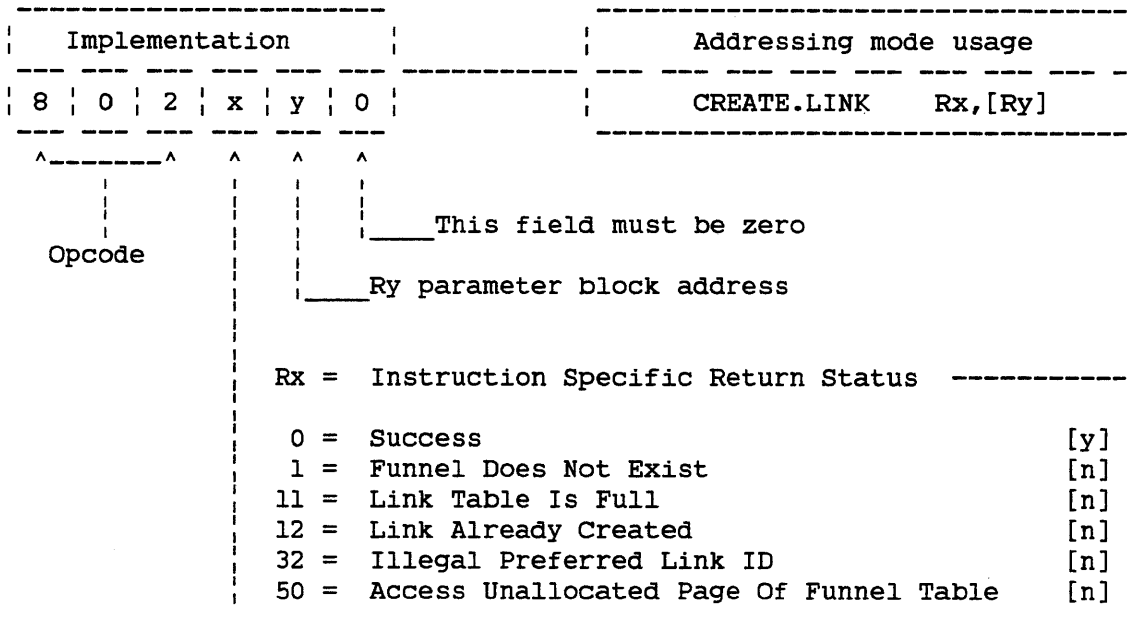 Implementation Addressing mode usage
8 0 2 x y 0 CREATE.LINK Rx,[Ry]
This field must be zero
Opcode
Ry parameter block address
Rx = Instruction Specific Return Status
0 = Success [y]
1 = Funnel Does Not Exist [n]
11 = Link Table Is Full [n]
12 = Link Already Created [n]
32 = Illegal Preferred Link ID [n]
50 = Access Unallocated Page Of Funnel Table [n]